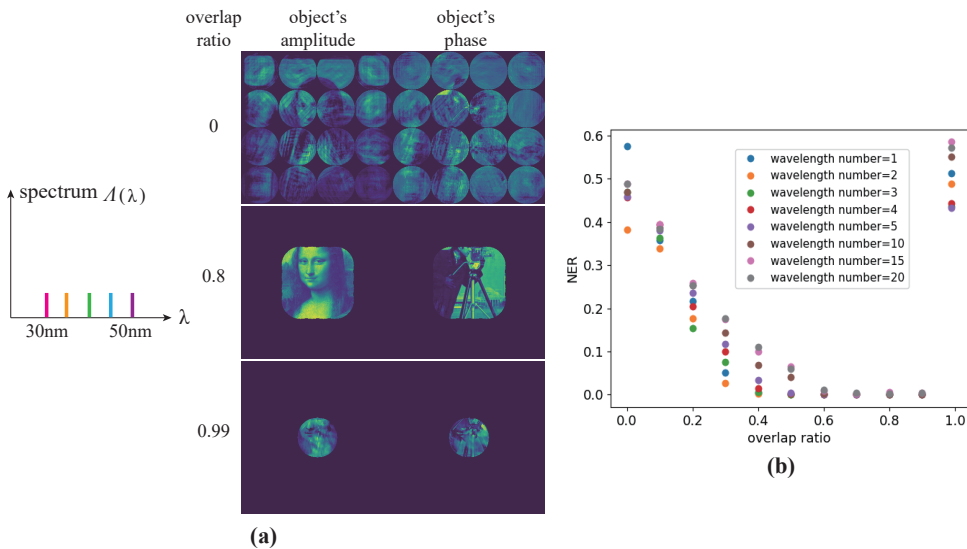 overlap
ratio
object's
amplitude
object's
phase
0
0.8
0.99
spectrum Λ(λ)
λ
30nm
50nm
(a)
NER
0.6
0.5
0.4
0.3
0.2
0.1
0.0
wavelength number=1
wavelength number=2
wavelength number=3
wavelength number=4
wavelength number=5
wavelength number=10
wavelength number=15
wavelength number=20
0.0 0.2 0.4 0.6 0.8 1.0
overlap ratio
(b)